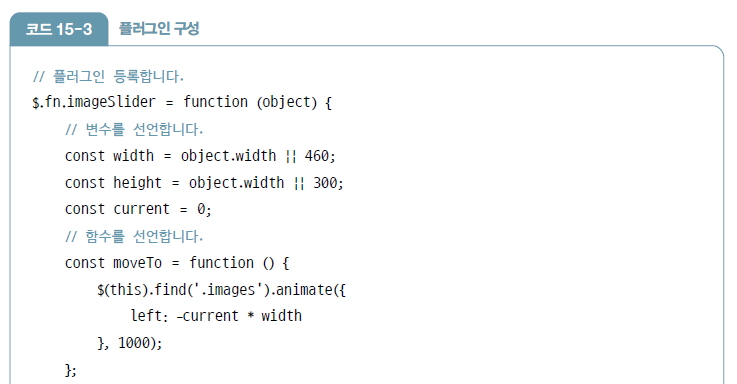 코드 15-3 플러그인 구성
// 플러그인 등록합니다.
$.fn.imageSlider = function (object) {
// 변수를 선언합니다.
const width = object.width || 460;
const height = object.width || 300;
const current = 0;
// 함수를 선언합니다.
const moveTo = function () {
$(this).find('.images').animate({
left: -current * width
}, 1000);
};